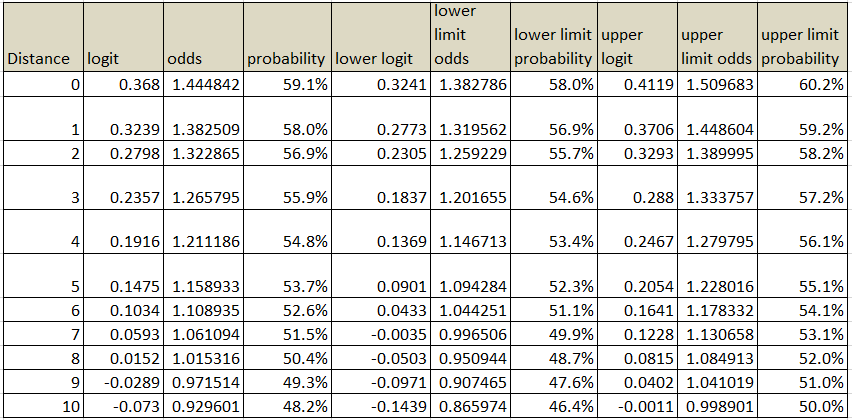 Distance logit odds probability lower logit lower limit odds lower limit probability upper logit upper limit odds upper limit probability
0 0.368 1.444842 59.1% 0.3241 1.382786 58.0% 0.4119 1.509683 60.2%
1 0.3239 1.382509 58.0% 0.2773 1.319562 56.9% 0.3706 1.448604 59.2%
2 0.2798 1.322865 56.9% 0.2305 1.259229 55.7% 0.3293 1.389995 58.2%
3 0.2357 1.265795 55.9% 0.1837 1.201655 54.6% 0.288 1.333757 57.2%
4 0.1916 1.211186 54.8% 0.1369 1.146713 53.4% 0.2467 1.279795 56.1%
5 0.1475 1.158933 53.7% 0.0901 1.094284 52.3% 0.2054 1.228016 55.1%
6 0.1034 1.108935 52.6% 0.0433 1.044251 51.1% 0.1641 1.178332 54.1%
7 0.0593 1.061094 51.5% -0.0035 0.996506 49.9% 0.1228 1.130658 53.1%
8 0.0152 1.015316 50.4% -0.0503 0.950944 48.7% 0.0815 1.084913 52.0%
9 -0.0289 0.971514 49.3% -0.0971 0.907465 47.6% 0.0402 1.041019 51.0%
10 -0.073 0.929601 48.2% -0.1439 0.865974 46.4% -0.0011 0.998901 50.0%